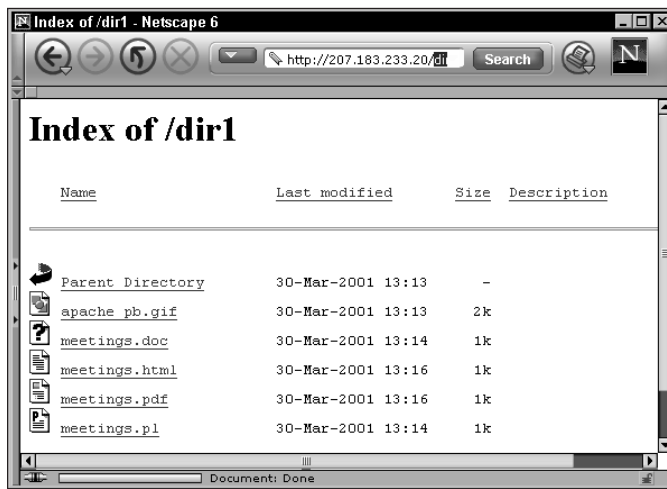 Index of /dir1 - Netscape 6
http://207.183.233.20/di Search N
Index of /dir1
Name Last modified Size Description
Parent Directory 30-Mar-2001 13:13 -
apache pb.gif 30-Mar-2001 13:13 2k
meetings.doc 30-Mar-2001 13:14 1k
meetings.html 30-Mar-2001 13:16 1k
meetings.pdf 30-Mar-2001 13:16 1k
meetings.pl 30-Mar-2001 13:14 1k
Document: Done